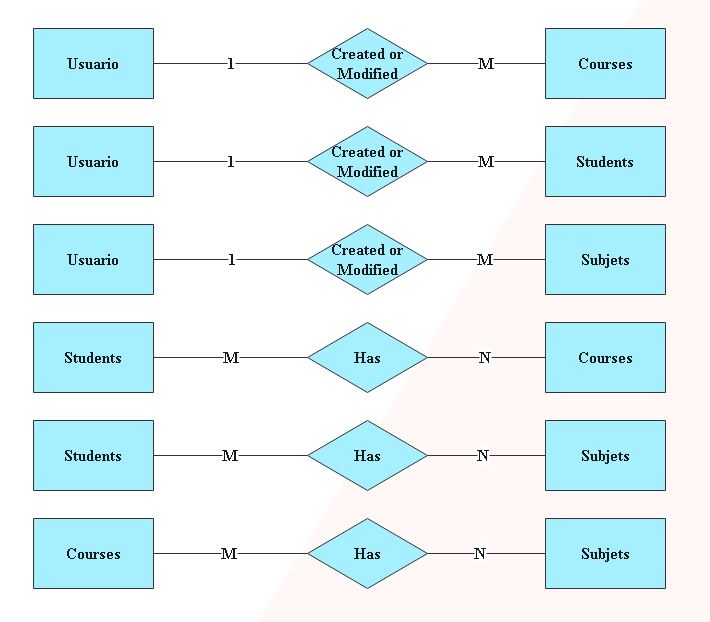 Usuario 1 Created or Modified M Courses
Usuario 1 Created or Modified M Students
Usuario 1 Created or Modified M Subjets
Students M Has N Courses
Students M Has N Subjets
Courses M Has N Subjets